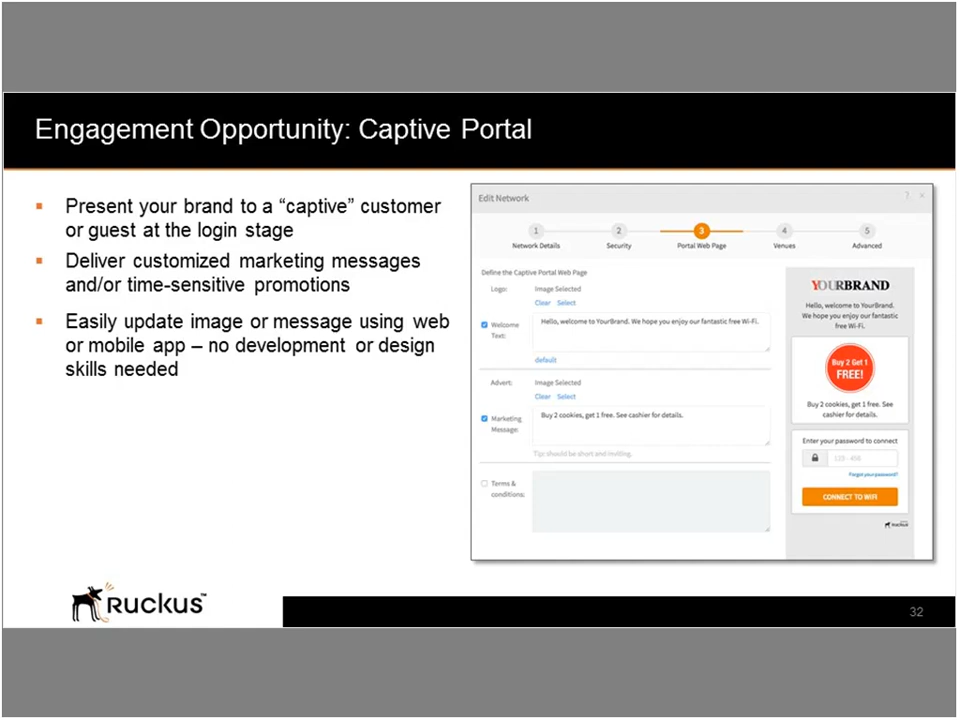 Engagement Opportunity: Captive Portal
▪ Present your brand to a “captive” customer
or guest at the login stage
▪ Deliver customized marketing messages
and/or time-sensitive promotions
▪ Easily update image or message using web
or mobile app – no development or design
skills needed
Edit Network
? ×
1 2 3 4 5
Network Details Security Portal Web Page Venues Advanced
Define the Captive Portal Web Page
Logo: Image Selected
Clear Select
Welcome
Text:
Hello, welcome to YourBrand. We hope you enjoy our fantastic free Wi-Fi.
default
Advert: Image Selected
Clear Select
Marketing
Message:
Buy 2 cookies, get 1 free. See cashier for details.
Tip: should be short and inviting.
Terms &
conditions:
YOURBRAND
Hello, welcome to YourBrand.
We hope you enjoy our fantastic
free Wi-Fi.
Buy 2 Get 1
FREE!
Buy 2 cookies, get 1 free. See
cashier for details.
Enter your password to connect
123 - 456
Forgot your password?
CONNECT TO WIFI
Ruckus
Ruckus™
32